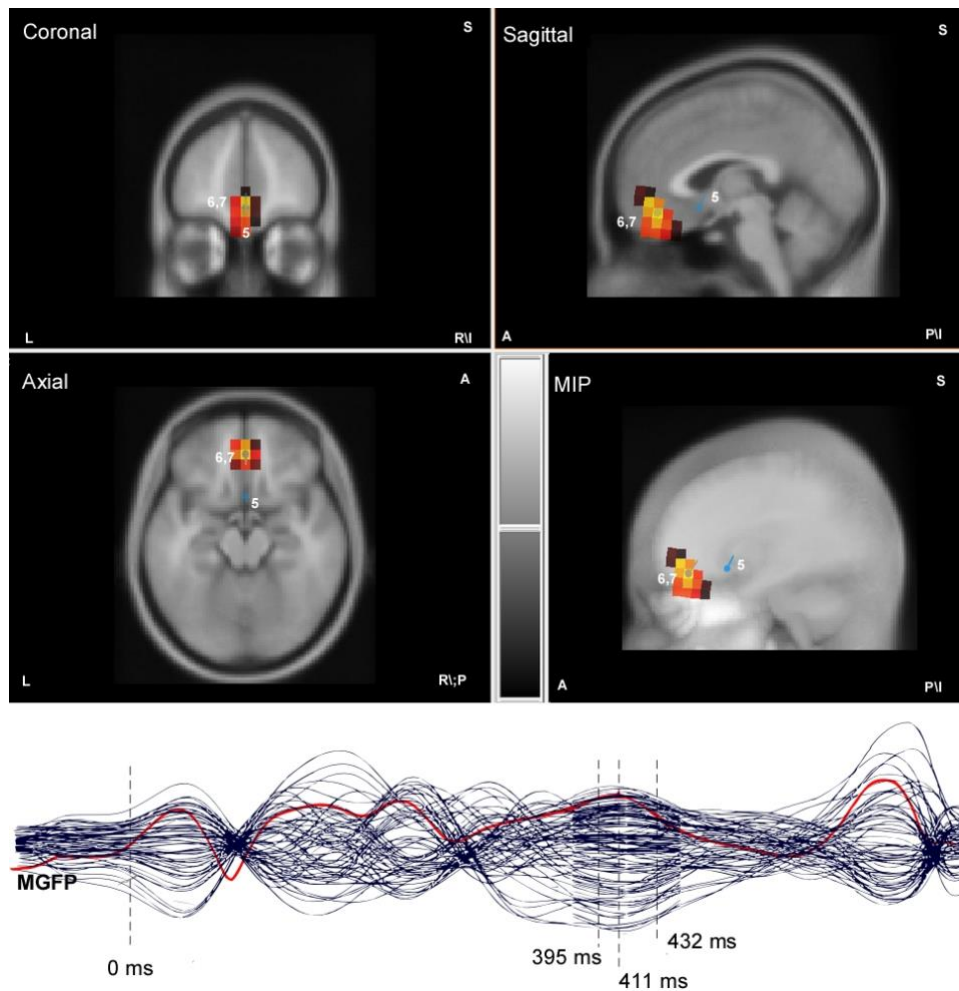 Coronal
S
6,7
5
L
R\I
Sagittal
S
5
6,7
A
P\I
Axial
A
6,7
5
L
R\;P
MIP
S
5
6,7
A
P\I
MGFP
0 ms
395 ms
411 ms
432 ms